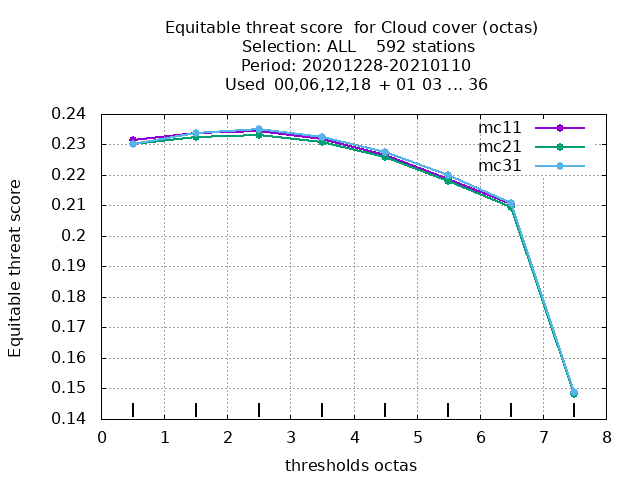 Equitable threat score  for Cloud cover (octas)
Selection: ALL    592 stations
Period: 20201228-20210110
Used  00,06,12,18  + 01 03 ... 36
mc11
mc21
mc31
Equitable threat score
0.24
0.23
0.22
0.21
0.2
0.19
0.18
0.17
0.16
0.15
0.14
0 1 2 3 4 5 6 7 8
thresholds octas